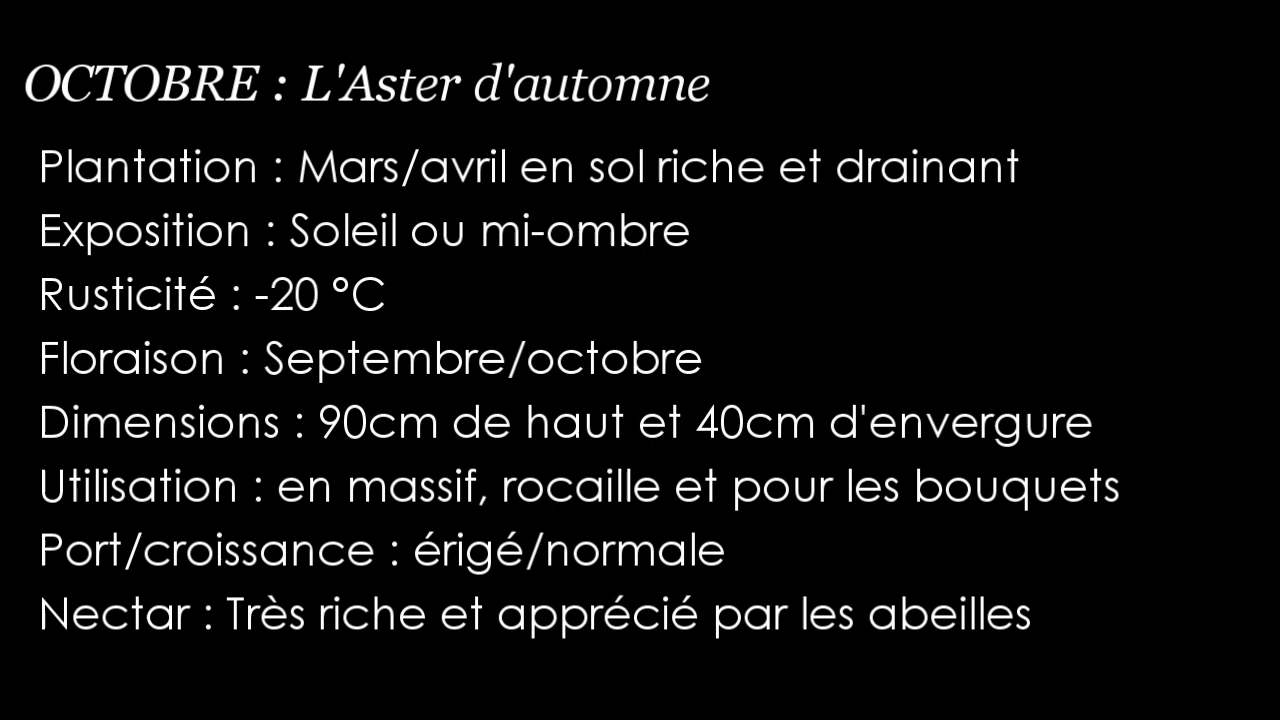 OCTOBRE : L'Aster d'automne
Plantation : Mars/avril en sol riche et drainant
Exposition : Soleil ou mi-ombre
Rusticité : -20 °C
Floraison : Septembre/octobre
Dimensions : 90cm de haut et 40cm d'envergure
Utilisation : en massif, rocaille et pour les bouquets
Port/croissance : érigé/normale
Nectar : Très riche et apprécié par les abeilles